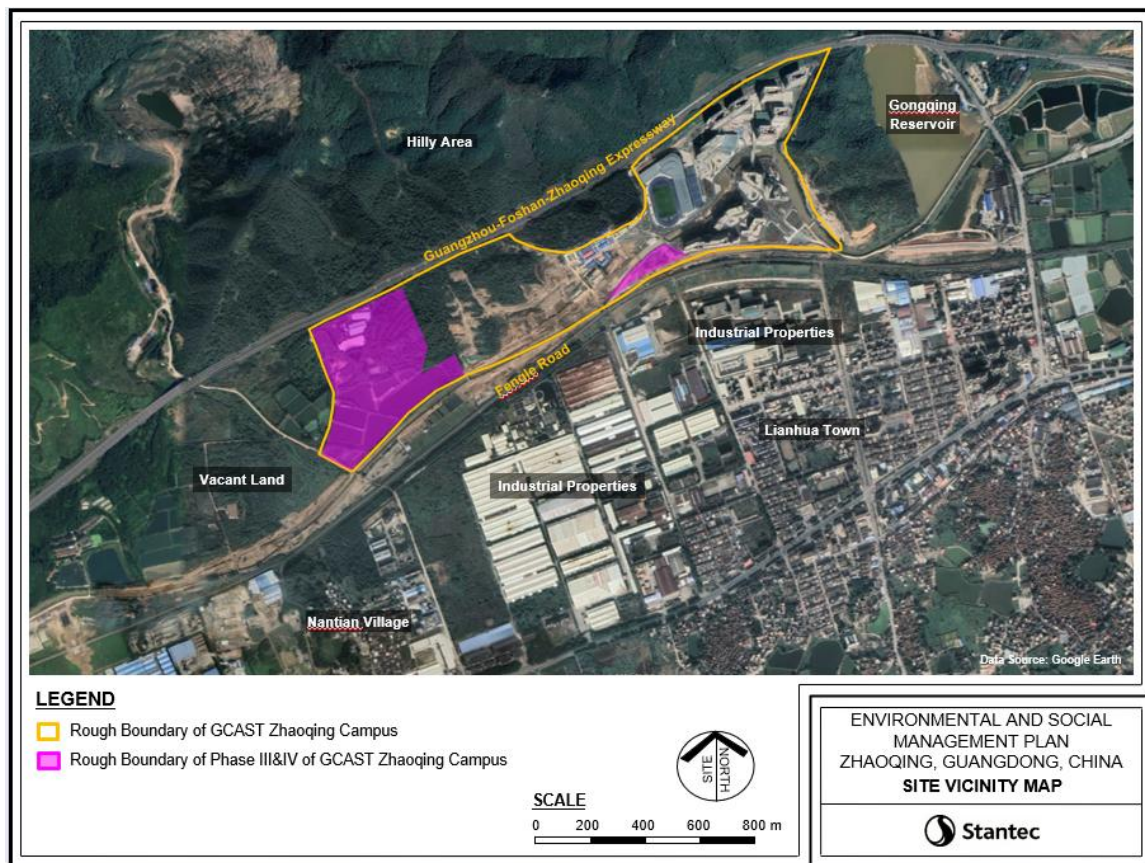 Gongqing
Reservoir
Hilly Area
Guangzhou-Foshan-Zhaoqing Expressway
Industrial Properties
Fengle Road
Lianhua Town
Vacant Land
Industrial Properties
Nantian Village
Data Source: Google Earth
LEGEND
Rough Boundary of GCAST Zhaoqing Campus
Rough Boundary of Phase III&IV of GCAST Zhaoqing Campus
SITE
NORTH
SCALE
0 200 400 600 800 m
ENVIRONMENTAL AND SOCIAL
MANAGEMENT PLAN
ZHAOQING, GUANGDONG, CHINA
SITE VICINITY MAP
Stantec